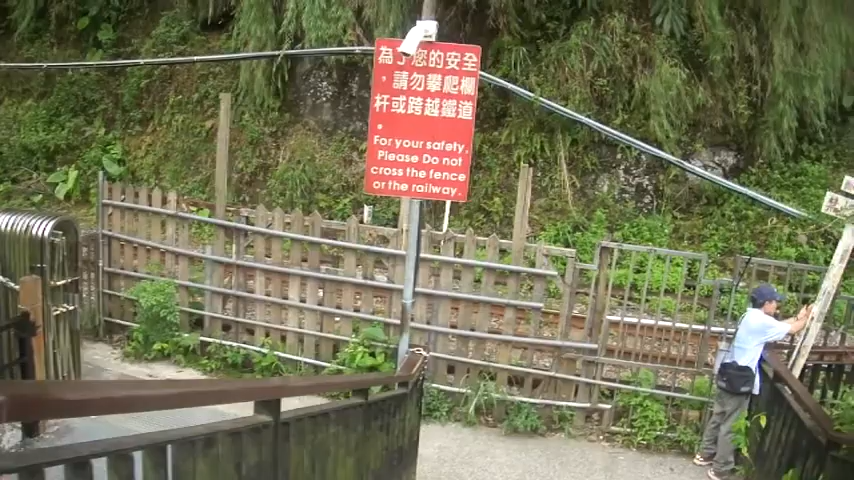 為了您的安全
,請勿攀爬欄
杆或跨越鐵道
。
For your safety,
Please Do Not
cross the fence
or the railway.